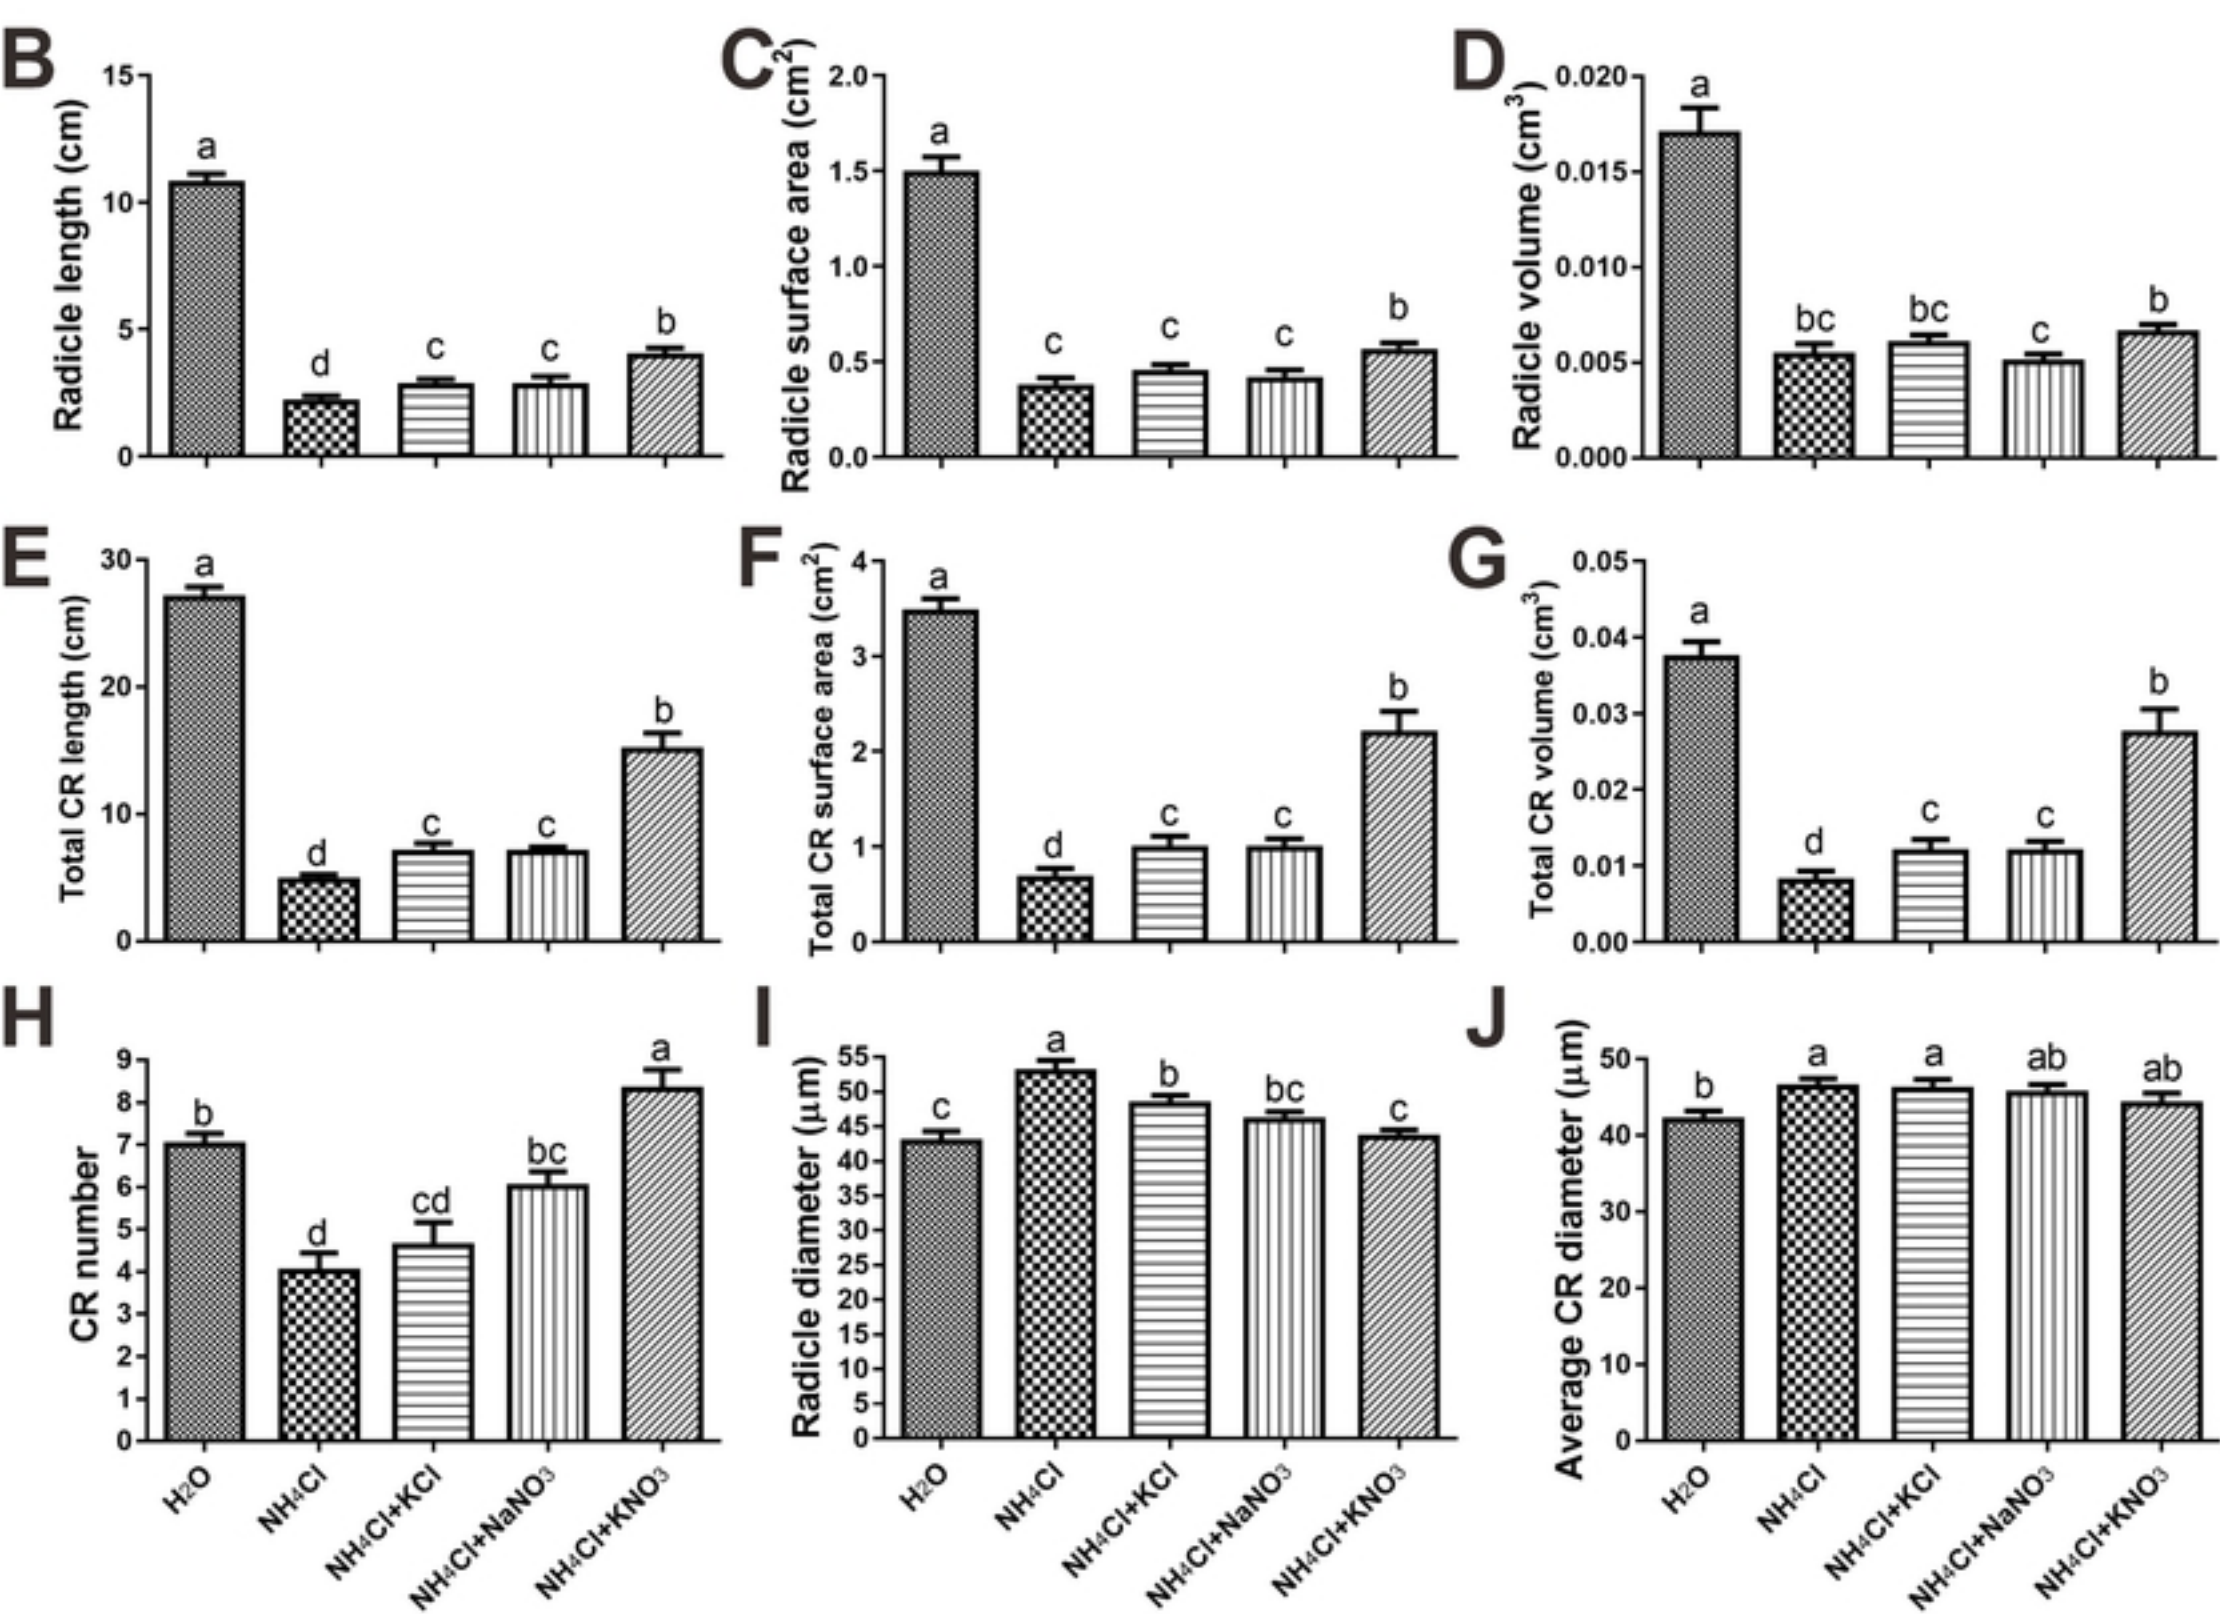 B
Radicle length (cm)
15
10
5
0
a
d
c
c
b
C
Radicle surface area (cm²)
2.0
1.5
1.0
0.5
0.0
a
c
c
c
b
D
Radicle volume (cm³)
0.020
0.015
0.010
0.005
0.000
a
bc
bc
c
b
E
Total CR length (cm)
30
20
10
0
a
d
c
c
b
F
Total CR surface area (cm²)
4
3
2
1
0
a
d
c
c
b
G
Total CR volume (cm³)
0.05
0.04
0.03
0.02
0.01
0.00
a
d
c
c
b
H
CR number
9
8
7
6
5
4
3
2
1
0
b
d
cd
bc
a
H₂O
NH₄Cl
NH₄Cl+KCl
NH₄Cl+NaNO₃
NH₄Cl+KNO₃
I
Radicle diameter (μm)
55
50
45
40
35
30
25
20
15
10
5
0
c
a
b
bc
c
H₂O
NH₄Cl
NH₄Cl+KCl
NH₄Cl+NaNO₃
NH₄Cl+KNO₃
J
Average CR diameter (μm)
50
40
30
20
10
0
b
a
a
ab
ab
H₂O
NH₄Cl
NH₄Cl+KCl
NH₄Cl+NaNO₃
NH₄Cl+KNO₃